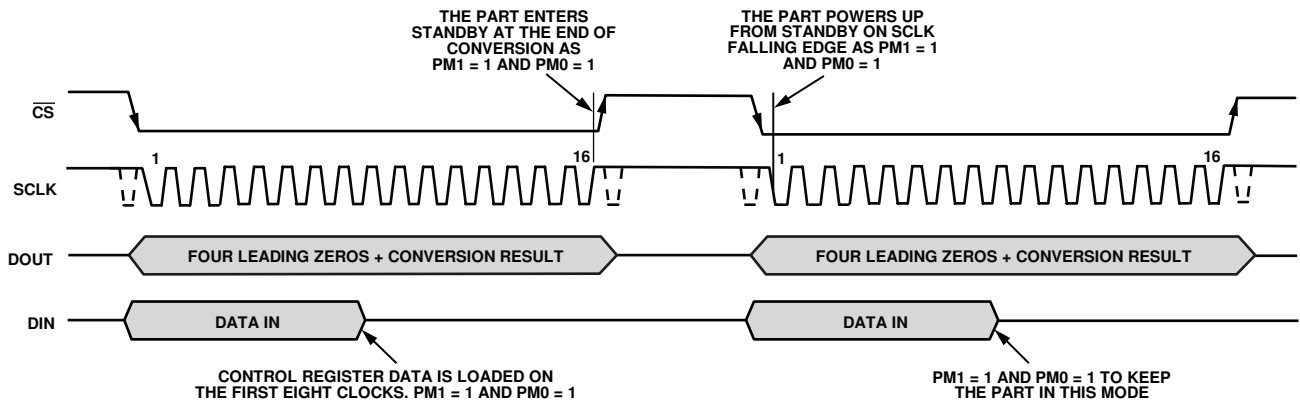 THE PART ENTERS
STANDBY AT THE END OF
CONVERSION AS
PM1 = 1 AND PM0 = 1
THE PART POWERS UP
FROM STANDBY ON SCLK
FALLING EDGE AS PM1 = 1
AND PM0 = 1
CS
1
16
1
16
SCLK
DOUT
FOUR LEADING ZEROS + CONVERSION RESULT
FOUR LEADING ZEROS + CONVERSION RESULT
DIN
DATA IN
DATA IN
CONTROL REGISTER DATA IS LOADED ON
THE FIRST EIGHT CLOCKS. PM1 = 1 AND PM0 = 1
PM1 = 1 AND PM0 = 1 TO KEEP
THE PART IN THIS MODE